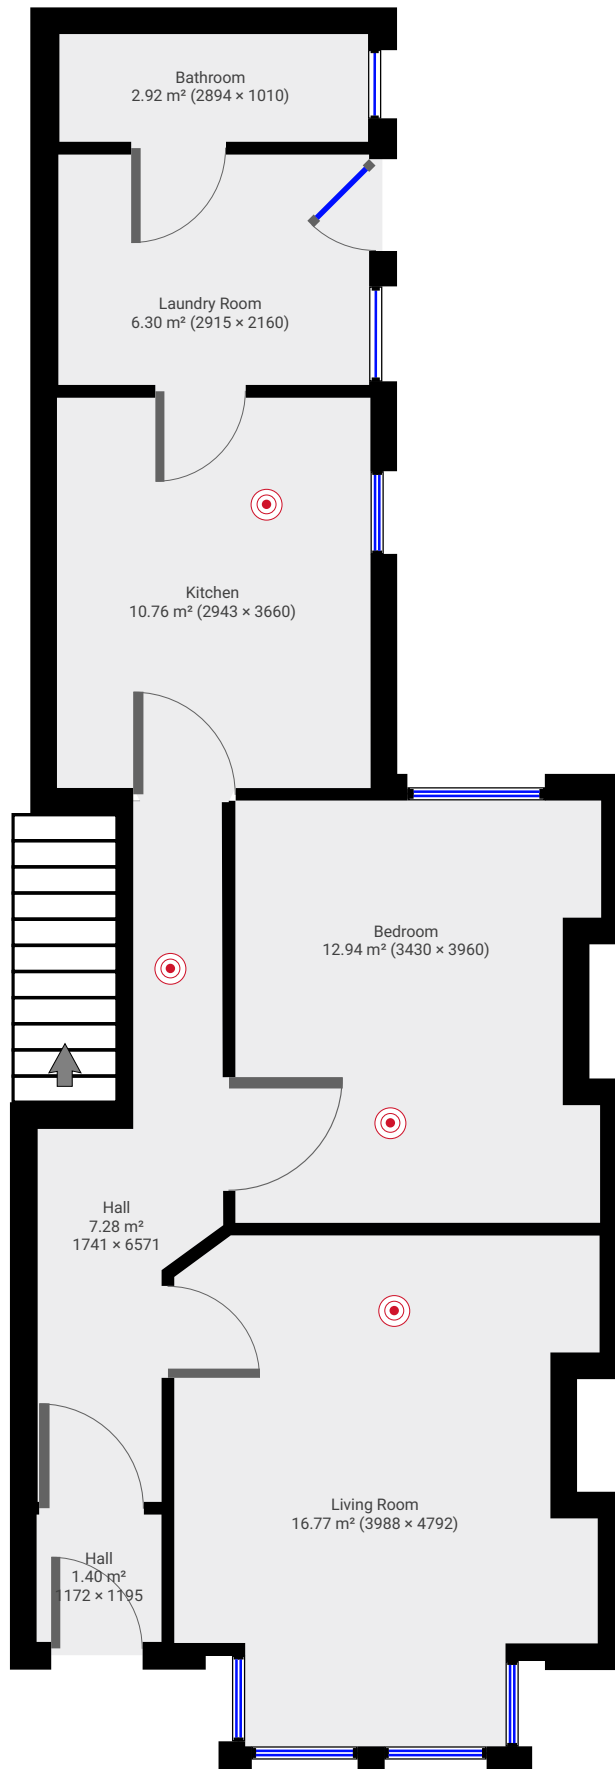 Bathroom
2.92 m² (2894 × 1010)
Laundry Room
6.30 m² (2915 × 2160)
Kitchen
10.76 m² (2943 × 3660)
Bedroom
12.94 m² (3430 × 3960)
Hall
7.28 m²
1741 × 6571
Living Room
16.77 m² (3988 × 4792)
Hall
1.40 m²
1172 × 1195